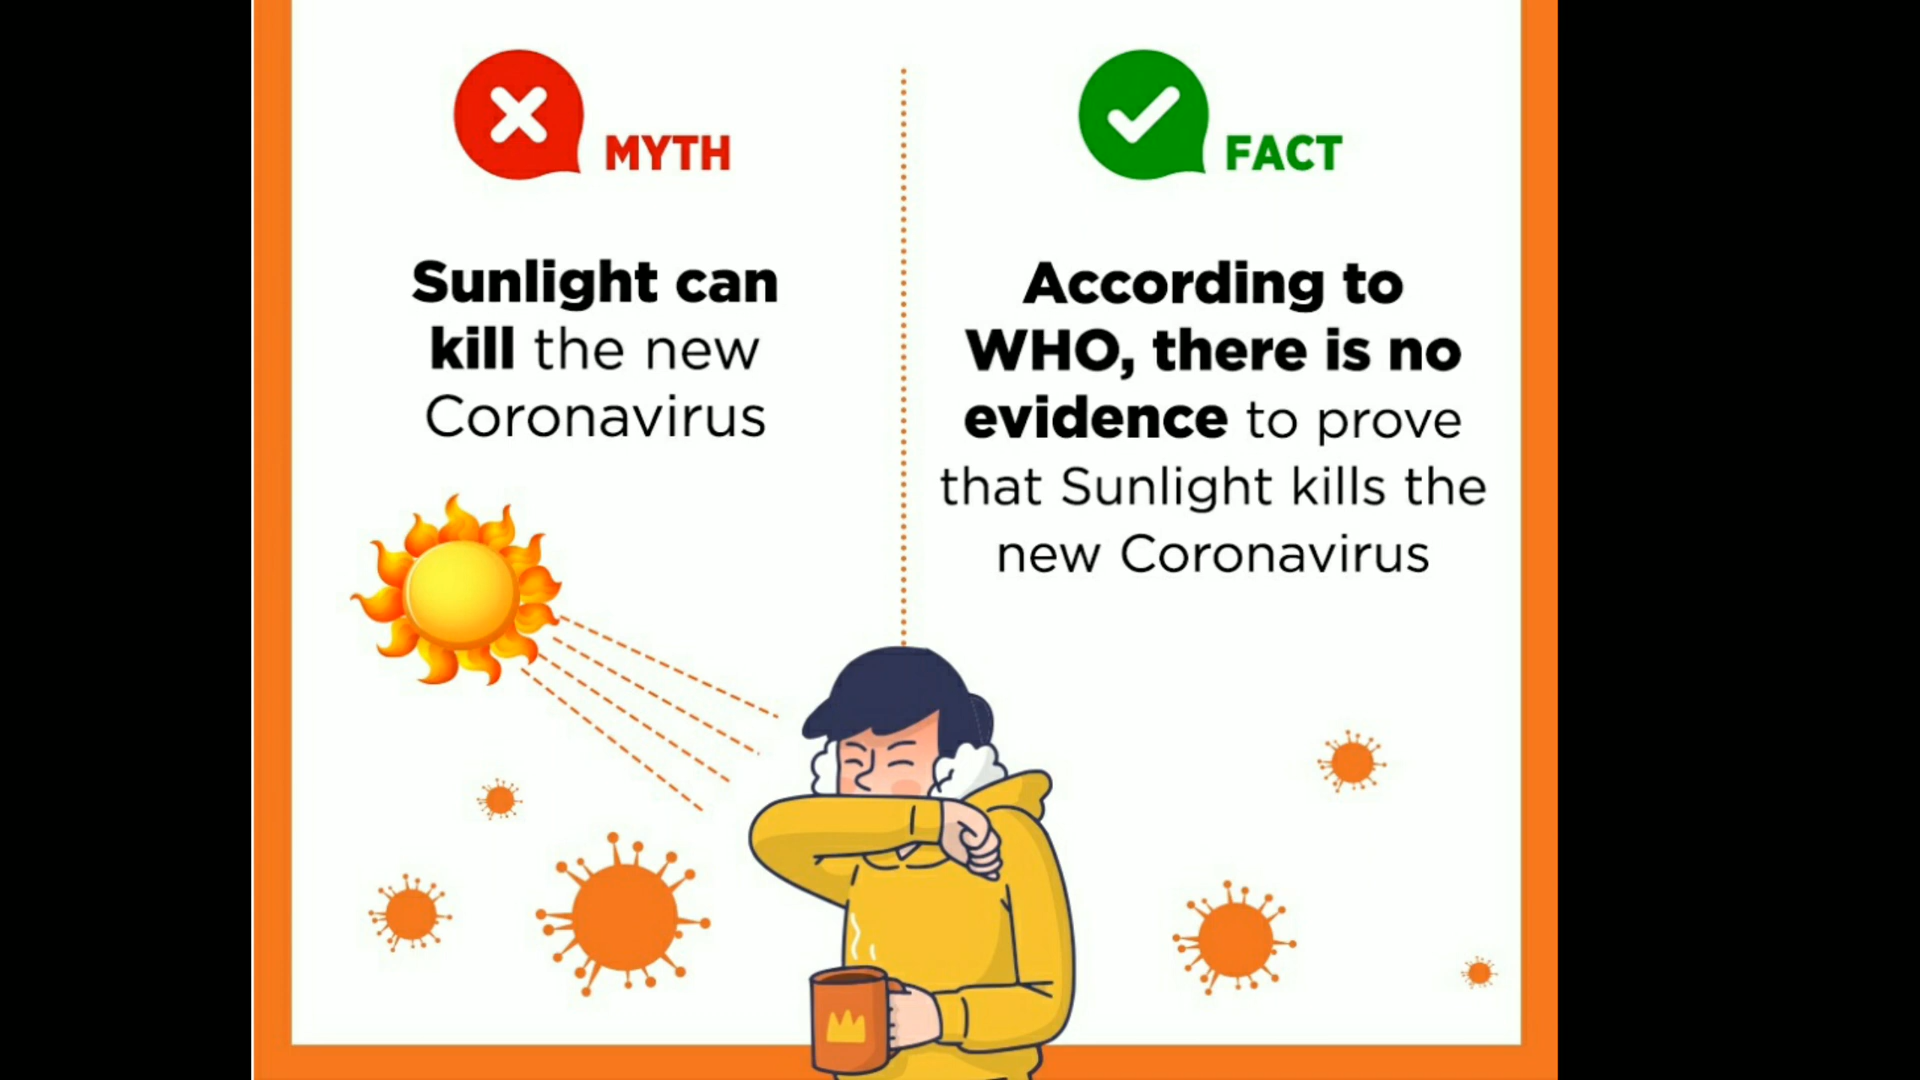 MYTH
Sunlight can
kill the new
Coronavirus
FACT
According to
WHO, there is no
evidence to prove
that Sunlight kills the
new Coronavirus